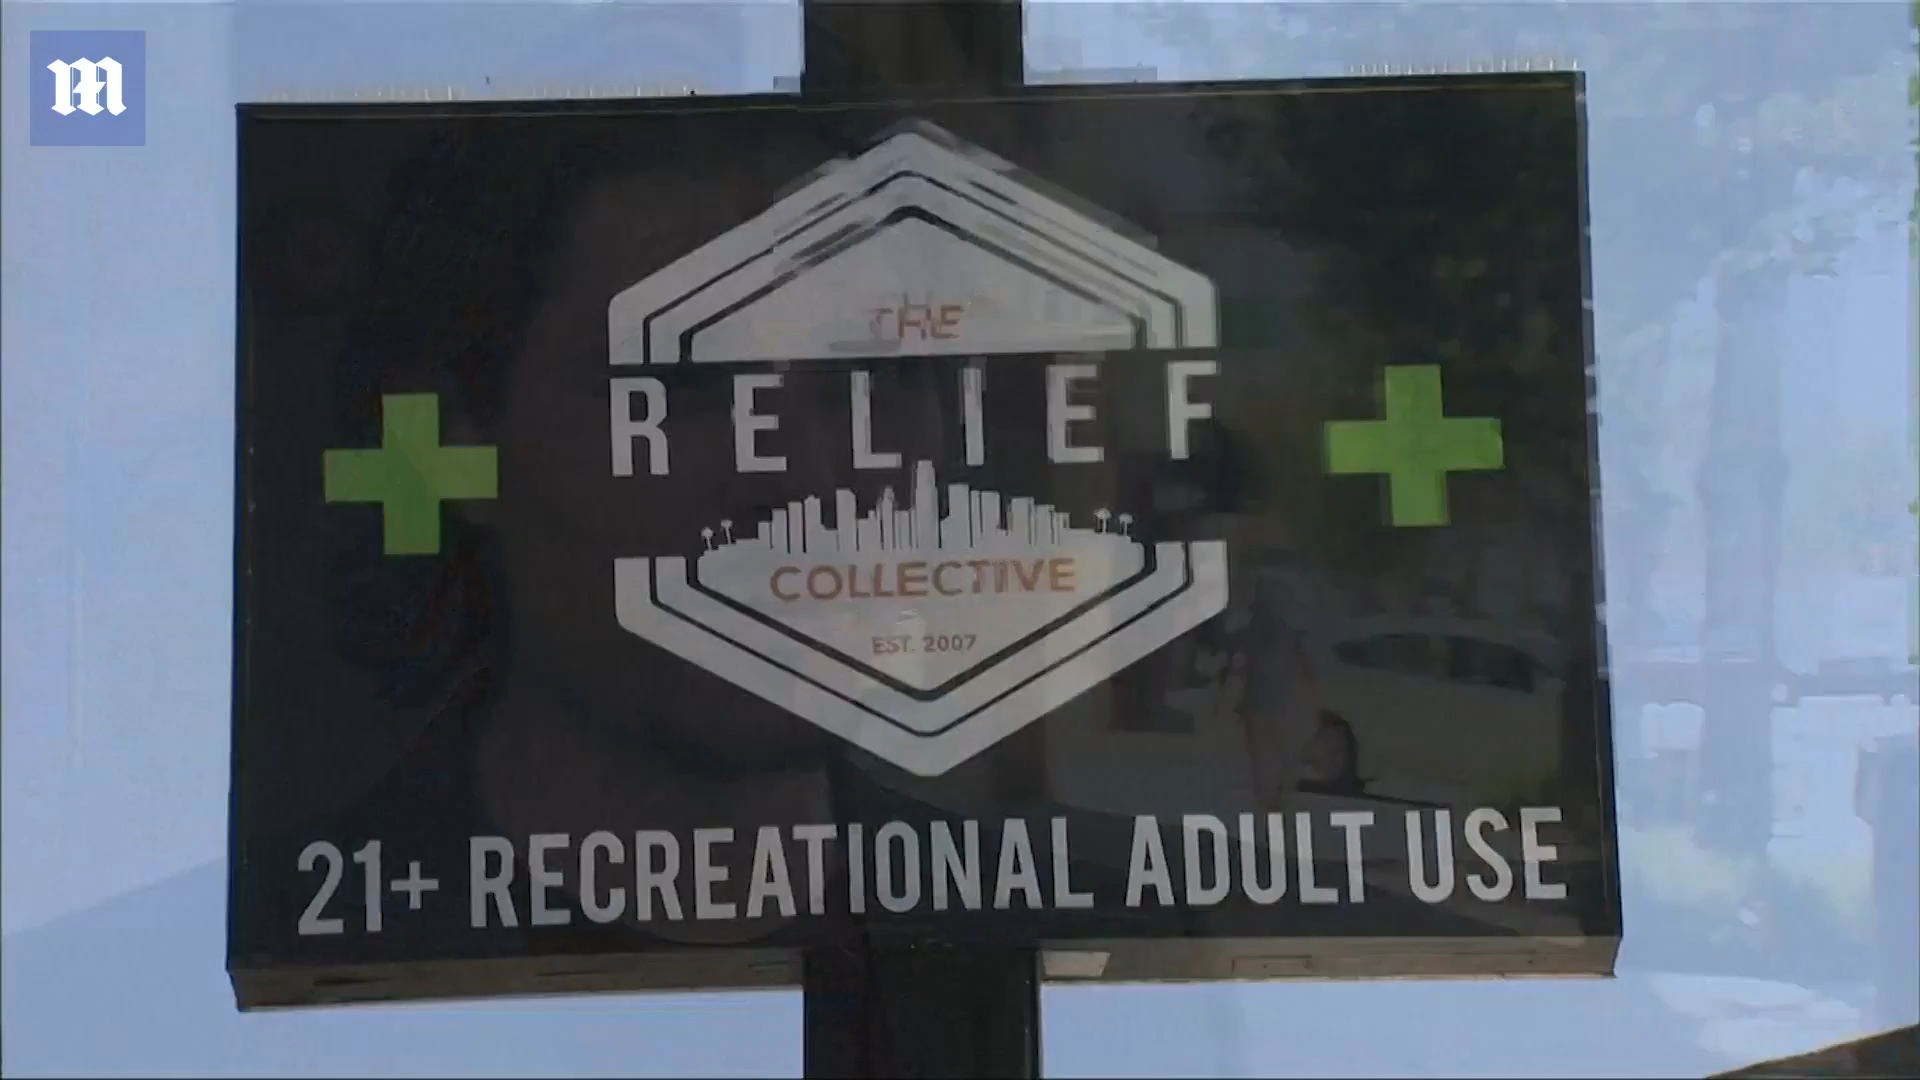 M
THE
RELIEF
COLLECTIVE
EST. 2007
21+ RECREATIONAL ADULT USE